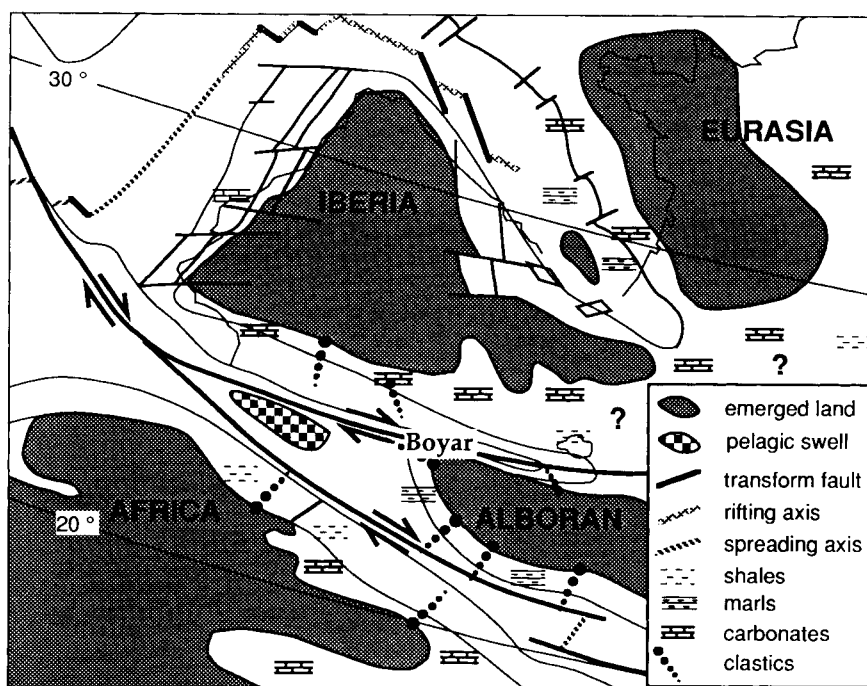 30 °
EURASIA
IBERIA
?
?
Boyar
AFRICA
20 °
ALBORAN
emerged land
pelagic swell
transform fault
rifting axis
spreading axis
shales
marls
carbonates
clastics